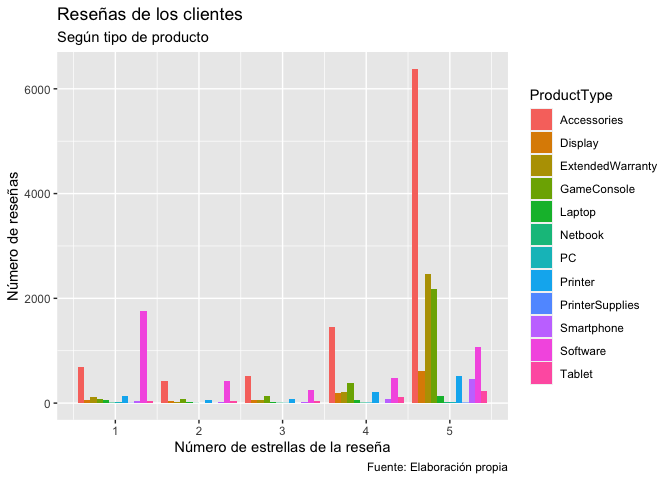 Reseñas de los clientes
Según tipo de producto
Número de reseñas
6000
4000
2000
0
1 2 3 4 5
Número de estrellas de la reseña
Fuente: Elaboración propia
ProductType
Accessories
Display
ExtendedWarranty
GameConsole
Laptop
Netbook
PC
Printer
PrinterSupplies
Smartphone
Software
Tablet